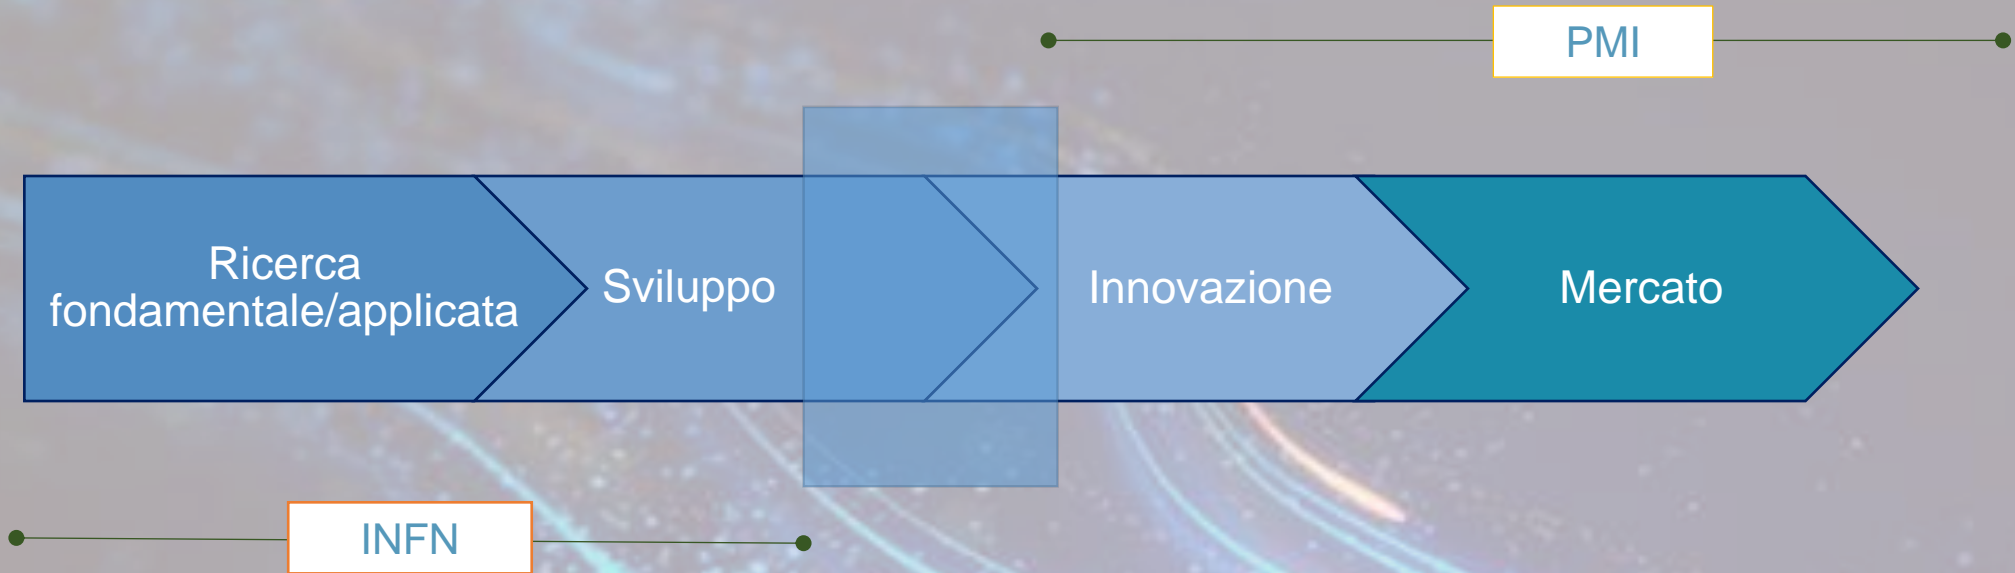 PMI
Ricerca
fondamentale/applicata
Sviluppo
Innovazione
Mercato
INFN